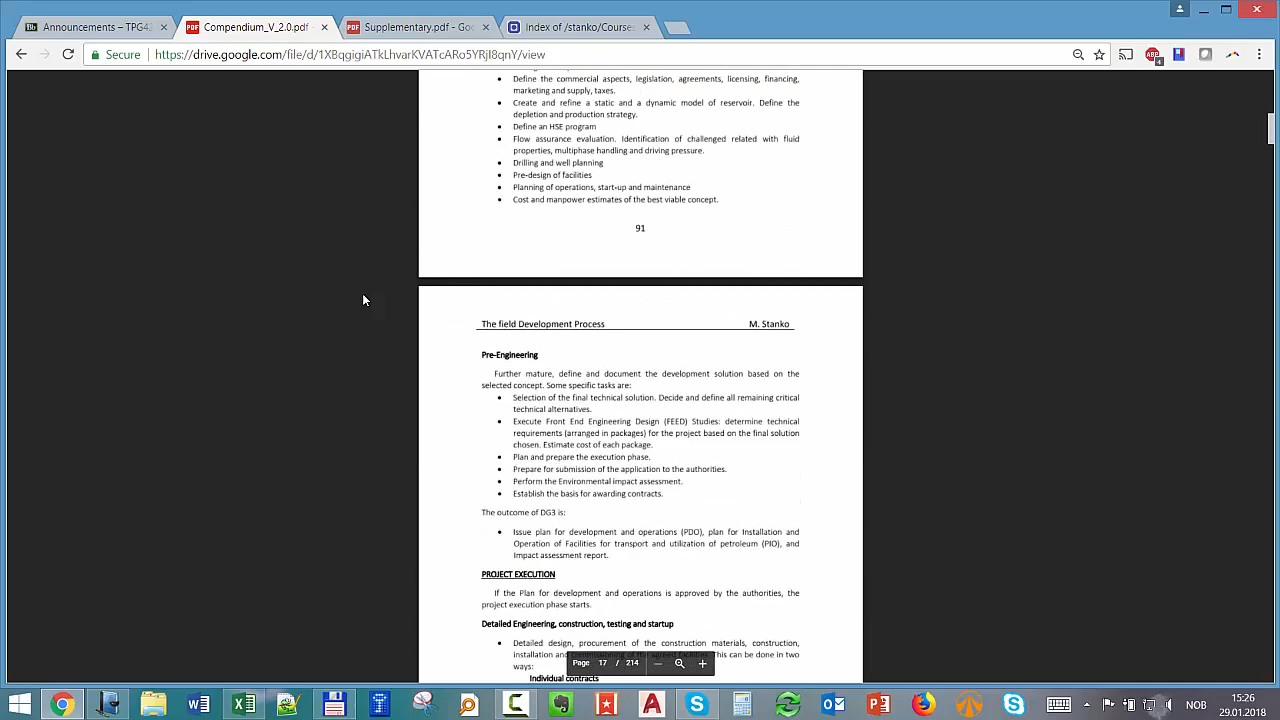 Announcements – TPG42
Compendium_V_2.0.pdf -
Supplementary.pdf - Goo
Index of /studies/Courses
Secure
https://drive.google.com/file/d/1XBqgigiATkLhvarKVATcARo5YRjl8qnY/view
Define the commercial aspects, legislation, agreements, licensing, financing,
marketing and supply, taxes.
Create and refine a static and a dynamic model of reservoir. Define the
depletion and production strategy.
Define an HSE program
Flow assurance evaluation. Identification of challenged related with fluid
properties, multiphase handling and driving pressure.
Drilling and well planning
Pre-design of facilities
Planning of operations, start-up and maintenance
Cost and manpower estimates of the best viable concept.
91
The field Development Process M. Stanko
Pre-Engineering
Further mature, define and document the development solution based on the
selected concept. Some specific tasks are:
Selection of the final technical solution. Decide and define all remaining critical
technical alternatives.
Execute Front End Engineering Design (FEED) Studies: determine technical
requirements (arranged in packages) for the project based on the final solution
chosen. Estimate cost of each package.
Plan and prepare the execution phase.
Prepare for submission of the application to the authorities.
Perform the Environmental impact assessment.
Establish the basis for awarding contracts.
The outcome of DG3 is:
Issue plan for development and operations (PDO), plan for Installation and
Operation of Facilities for transport and utilization of petroleum (PIO), and
Impact assessment report.
PROJECT EXECUTION
If the Plan for development and operations is approved by the authorities, the
project execution phase starts.
Detailed Engineering, construction, testing and startup
Detailed design, procurement of the construction materials, construction,
installation and This can be done in two
ways:
Individual contracts
Page 17 / 214
NOB
15:26
29.01.2018